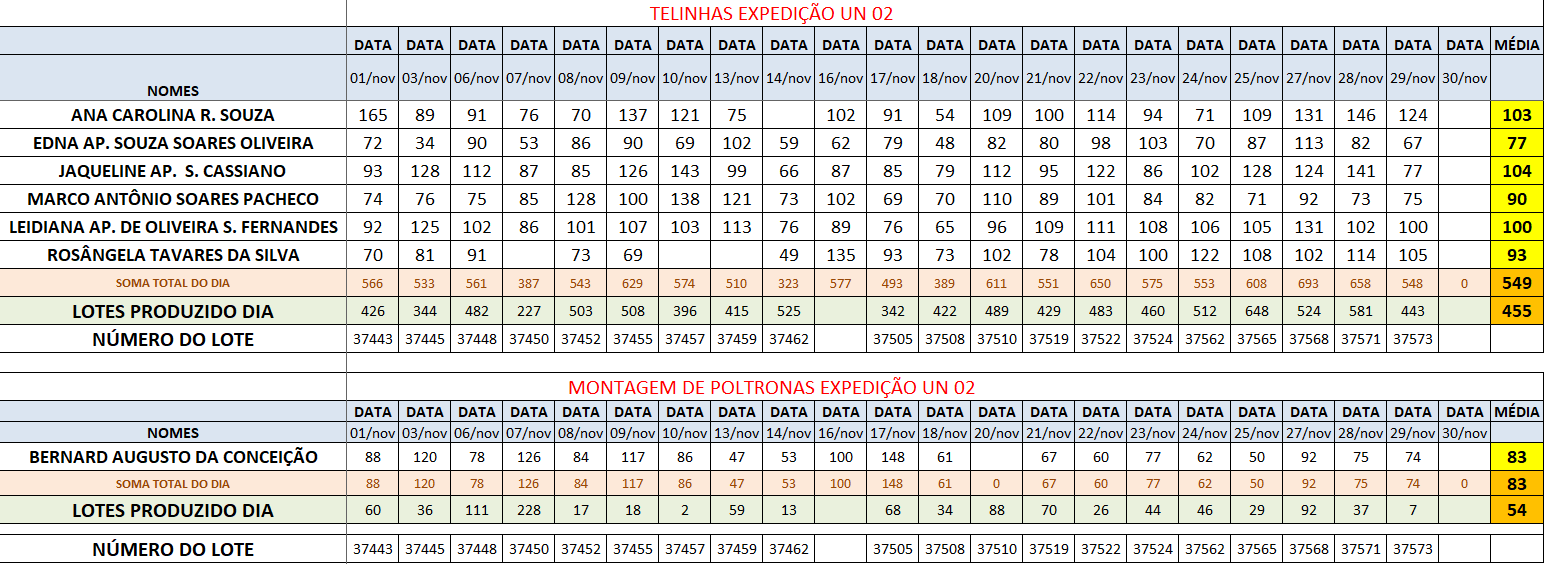 TELINHAS EXPEDIÇÃO UN 02
DATA DATA DATA DATA DATA DATA DATA DATA DATA DATA DATA DATA DATA DATA DATA DATA DATA DATA DATA DATA DATA DATA MÉDIA
NOMES 01/nov 03/nov 06/nov 07/nov 08/nov 09/nov 10/nov 13/nov 14/nov 16/nov 17/nov 18/nov 20/nov 21/nov 22/nov 23/nov 24/nov 25/nov 27/nov 28/nov 29/nov 30/nov
ANA CAROLINA R. SOUZA 165 89 91 76 70 137 121 75 102 91 54 109 100 114 94 71 109 131 146 124 103
EDNA AP. SOUZA SOARES OLIVEIRA 72 34 90 53 86 90 69 102 59 62 79 48 82 80 98 103 70 87 113 82 67 77
JAQUELINE AP. S. CASSIANO 93 128 112 87 85 126 143 99 66 87 85 79 112 95 122 86 102 128 124 141 77 104
MARCO ANTÔNIO SOARES PACHECO 74 76 75 85 128 100 138 121 73 102 69 70 110 89 101 84 82 71 92 73 75 90
LEIDIANA AP. DE OLIVEIRA S. FERNANDES 92 125 102 86 101 107 103 113 76 89 76 65 96 109 111 108 106 105 131 102 100 100
ROSÂNGELA TAVARES DA SILVA 70 81 91 73 69 49 135 93 73 102 78 104 100 122 108 102 114 105 93
SOMA TOTAL DO DIA 566 533 561 387 543 629 574 510 323 577 493 389 611 551 650 575 553 608 693 658 548 0 549
LOTES PRODUZIDO DIA 426 344 482 227 503 508 396 415 525 342 422 489 429 483 460 512 648 524 581 443 455
NÚMERO DO LOTE 37443 37445 37448 37450 37452 37455 37457 37459 37462 37505 37508 37510 37519 37522 37524 37562 37565 37568 37571 37573
MONTAGEM DE POLTRONAS EXPEDIÇÃO UN 02
DATA DATA DATA DATA DATA DATA DATA DATA DATA DATA DATA DATA DATA DATA DATA DATA DATA DATA DATA DATA DATA DATA MÉDIA
NOMES 01/nov 03/nov 06/nov 07/nov 08/nov 09/nov 10/nov 13/nov 14/nov 16/nov 17/nov 18/nov 20/nov 21/nov 22/nov 23/nov 24/nov 25/nov 27/nov 28/nov 29/nov 30/nov
BERNARD AUGUSTO DA CONCEIÇÃO 88 120 78 126 84 117 86 47 53 100 148 61 67 60 77 62 50 92 75 74 83
SOMA TOTAL DO DIA 88 120 78 126 84 117 86 47 53 100 148 61 0 67 60 77 62 50 92 75 74 0 83
LOTES PRODUZIDO DIA 60 36 111 228 17 18 2 59 13 68 34 88 70 26 44 46 29 92 37 7 54
NÚMERO DO LOTE 37443 37445 37448 37450 37452 37455 37457 37459 37462 37505 37508 37510 37519 37522 37524 37562 37565 37568 37571 37573